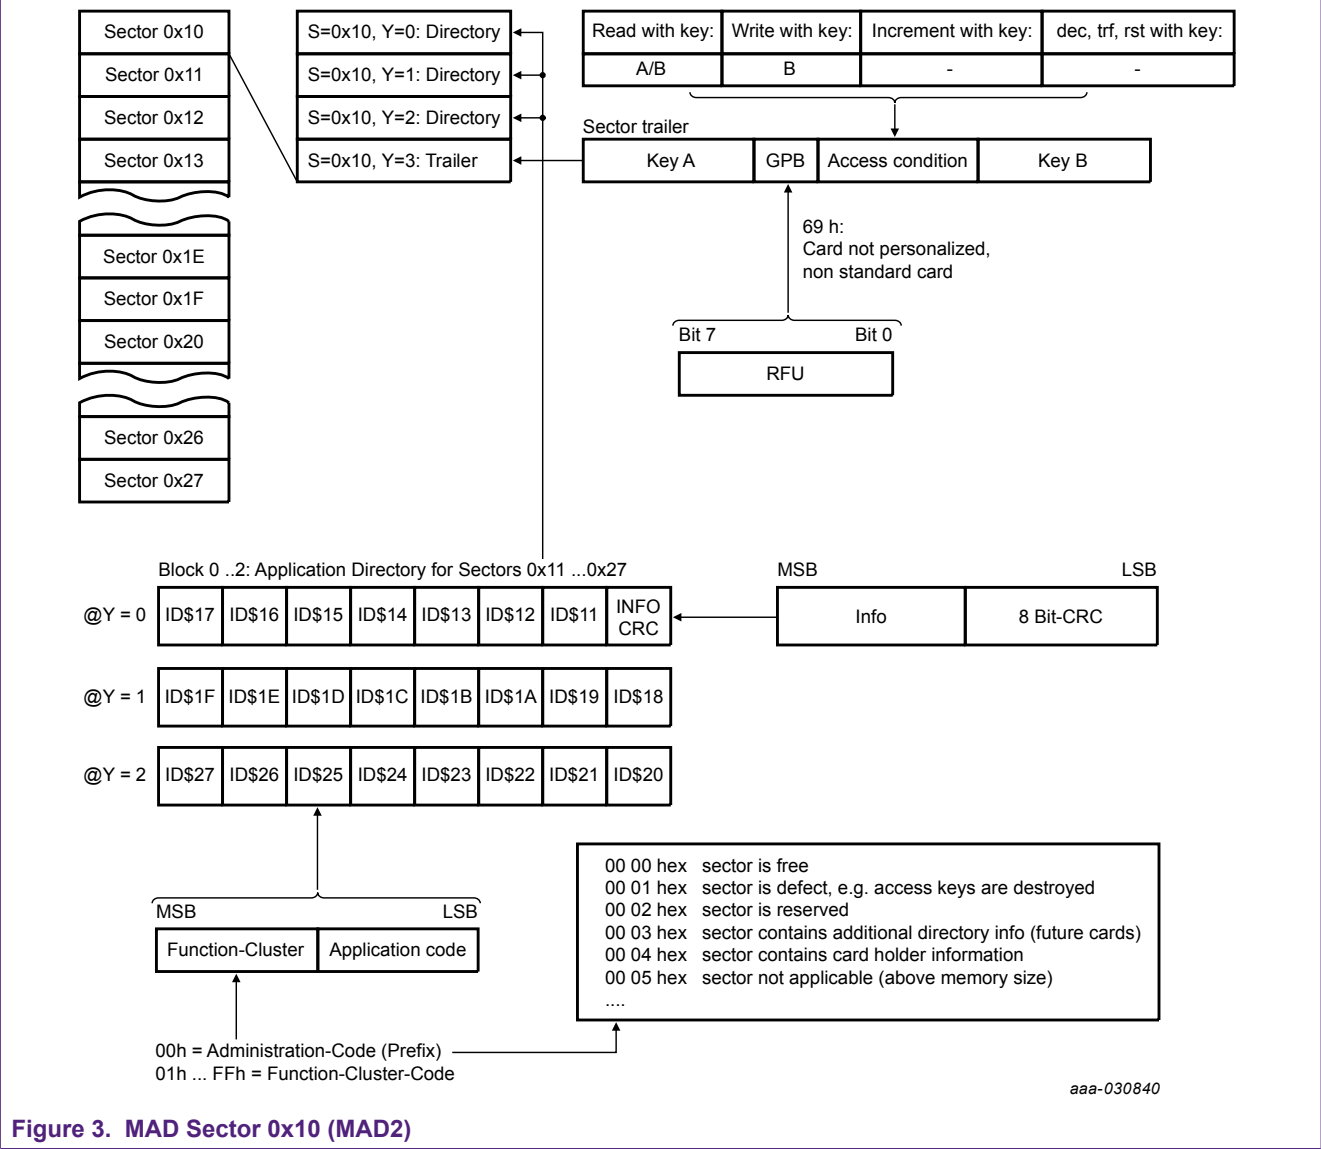 Sector 0x10
Sector 0x11
Sector 0x12
Sector 0x13
Sector 0x1E
Sector 0x1F
Sector 0x20
Sector 0x26
Sector 0x27
S=0x10, Y=0: Directory
S=0x10, Y=1: Directory
S=0x10, Y=2: Directory
S=0x10, Y=3: Trailer
Read with key: Write with key: Increment with key: dec, trf, rst with key:
A/B B - -
Sector trailer
Key A GPB Access condition Key B
69 h:
Card not personalized,
non standard card
Bit 7 Bit 0
RFU
Block 0 ..2: Application Directory for Sectors 0x11 ...0x27
@Y = 0 ID$17 ID$16 ID$15 ID$14 ID$13 ID$12 ID$11 INFO
CRC
MSB LSB
Info 8 Bit-CRC
@Y = 1 ID$1F ID$1E ID$1D ID$1C ID$1B ID$1A ID$19 ID$18
@Y = 2 ID$27 ID$26 ID$25 ID$24 ID$23 ID$22 ID$21 ID$20
MSB LSB
Function-Cluster Application code
00h = Administration-Code (Prefix)
01h ... FFh = Function-Cluster-Code
00 00 hex sector is free
00 01 hex sector is defect, e.g. access keys are destroyed
00 02 hex sector is reserved
00 03 hex sector contains additional directory info (future cards)
00 04 hex sector contains card holder information
00 05 hex sector not applicable (above memory size)
....
aaa-030840
Figure 3. MAD Sector 0x10 (MAD2)